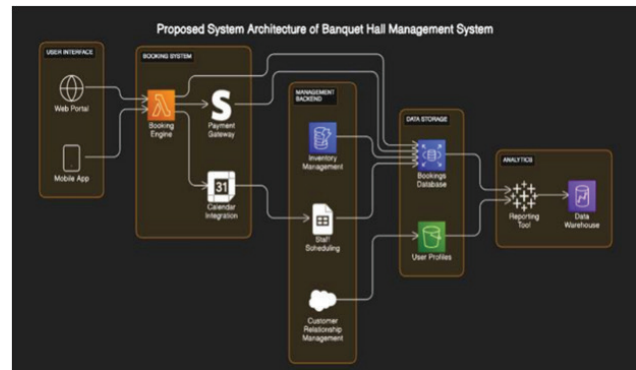 Proposed System Architecture of Banquet Hall Management System
USER INTERFACE
Web Portal
Mobile App
BOOKING SYSTEM
Booking
Engine
Payment
Gateway
31
Calendar
Integration
MANAGEMENT
BACKEND
Inventory
Management
Staff
Scheduling
Customer
Relationship
Management
DATA STORAGE
Bookings
Database
User Profiles
ANALYTICS
Reporting
Tool
Data
Warehouse